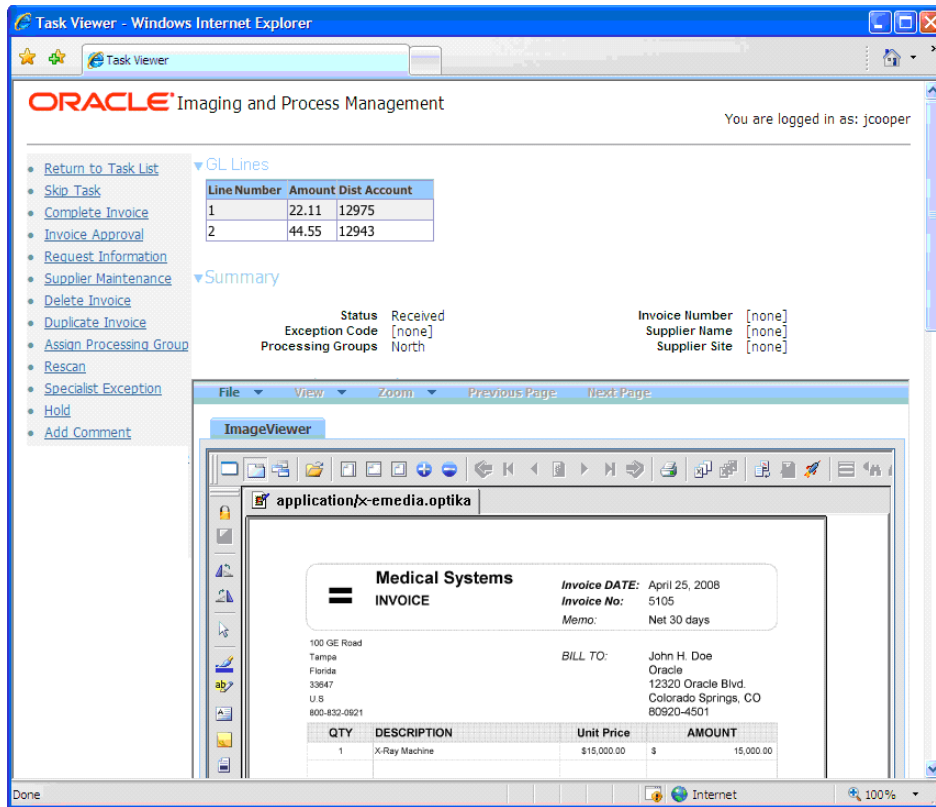 Task Viewer - Windows Internet Explorer
Task Viewer
ORACLE Imaging and Process Management
You are logged in as: jcooper
Return to Task List
Skip Task
Complete Invoice
Invoice Approval
Request Information
Supplier Maintenance
Delete Invoice
Duplicate Invoice
Assign Processing Group
Rescan
Specialist Exception
Hold
Add Comment
GL Lines
Line Number Amount Dist Account
1 22.11 12975
2 44.55 12943
Summary
Status Received Invoice Number [none]
Exception Code [none] Supplier Name [none]
Processing Groups North Supplier Site [none]
File View Zoom Previous Page Next Page
ImageViewer
application/x-emedia.optika
Medical Systems
INVOICE
Invoice DATE: April 25, 2008
Invoice No: 5105
Memo: Net 30 days
100 GE Road
Tampa
Florida
33647
U.S
800-832-0921
BILL TO: John H. Doe
Oracle
12320 Oracle Blvd.
Colorado Springs, CO
80920-4501
QTY DESCRIPTION Unit Price AMOUNT
1 X-Ray Machine $15,000.00 $ 15,000.00
Done Internet 100%